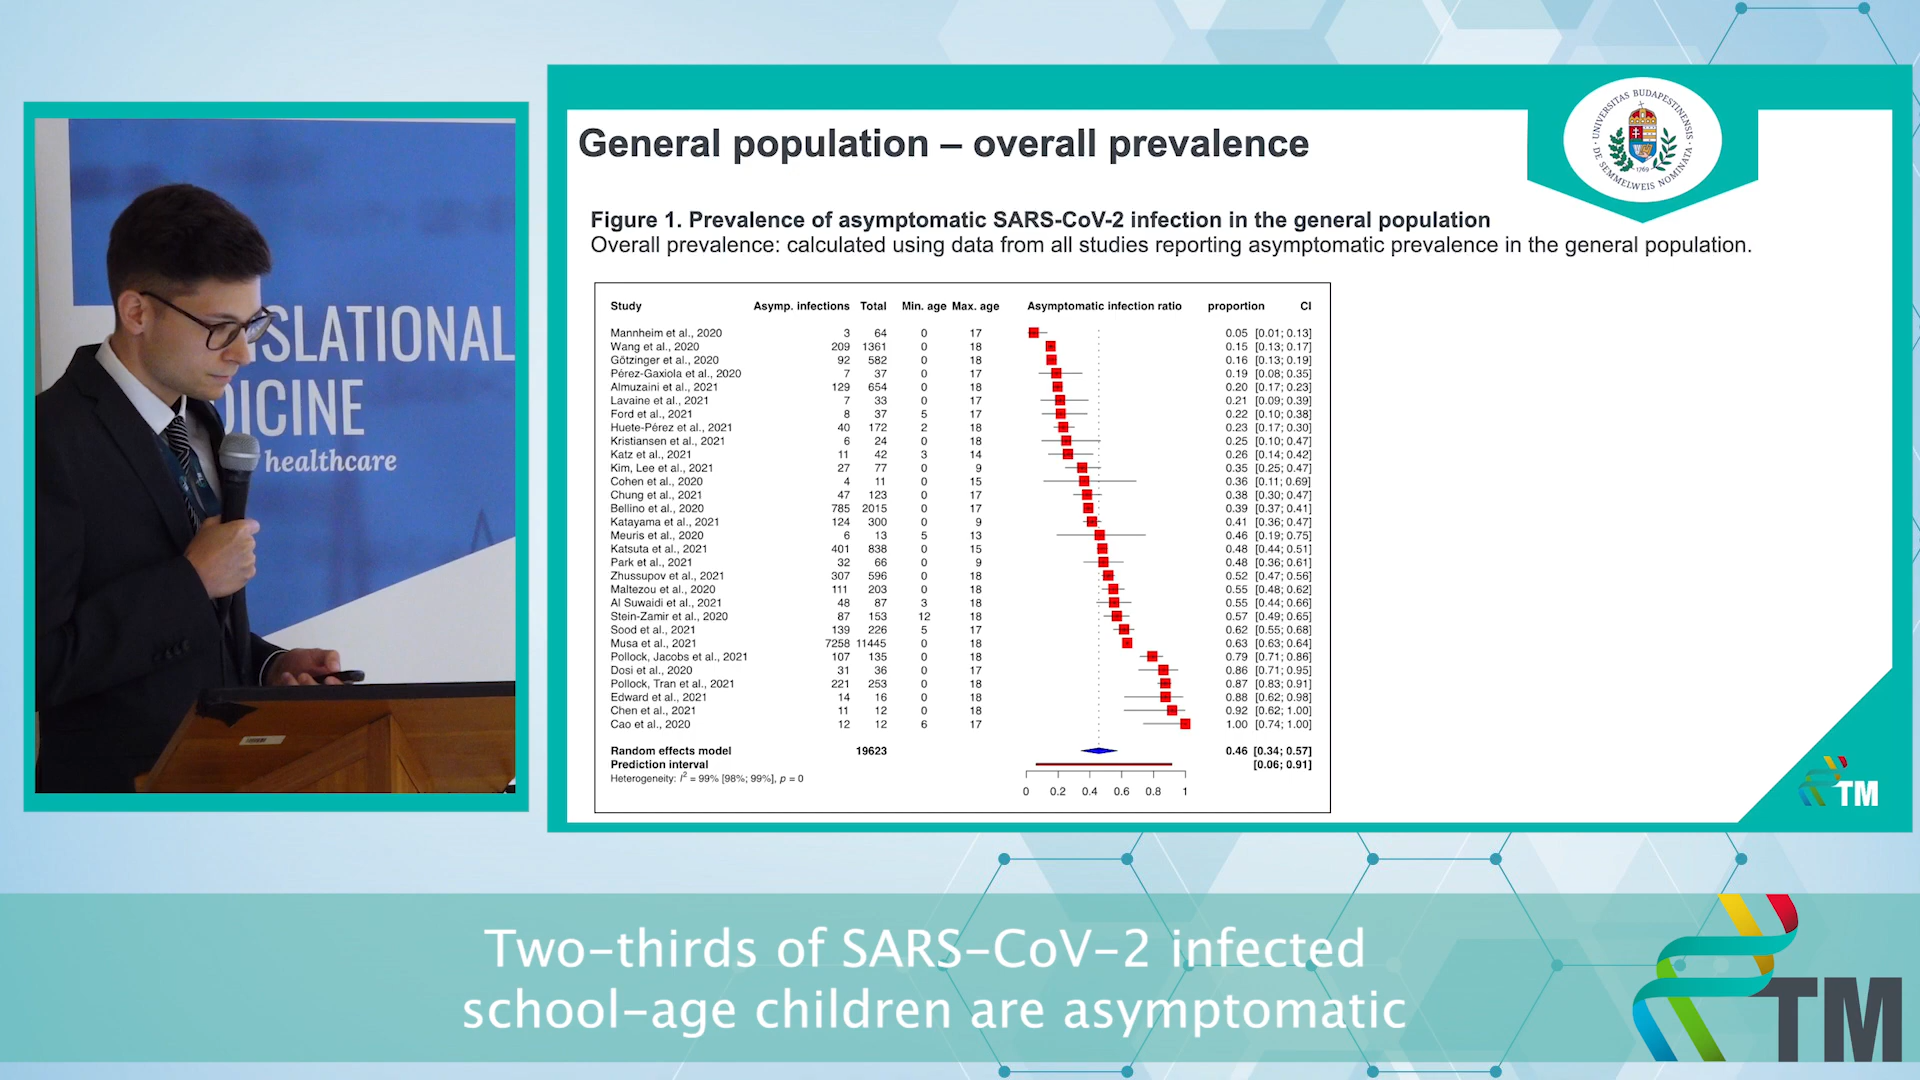 SLATIONAL
DICINE
healthcare
General population – overall prevalence
UNIVERSITAS BUDAPESTINENSIS
DE SEMMELWEIS NOMINATA
1769
Figure 1. Prevalence of asymptomatic SARS-CoV-2 infection in the general population
Overall prevalence: calculated using data from all studies reporting asymptomatic prevalence in the general population.
Study Asymp. infections Total Min. age Max. age Asymptomatic infection ratio proportion CI
Mannheim et al., 2020 3 64 0 17 0.05 [0.01; 0.13]
Wang et al., 2020 209 1361 0 18 0.15 [0.13; 0.17]
Götzinger et al., 2020 92 582 0 18 0.16 [0.13; 0.19]
Pérez-Gaxiola et al., 2020 7 37 0 17 0.19 [0.08; 0.35]
Almuzaini et al., 2021 129 654 0 18 0.20 [0.17; 0.23]
Lavaine et al., 2021 7 33 0 17 0.21 [0.09; 0.39]
Ford et al., 2021 8 37 5 17 0.22 [0.10; 0.38]
Huete-Pérez et al., 2021 40 172 2 18 0.23 [0.17; 0.30]
Kristiansen et al., 2021 6 24 0 18 0.25 [0.10; 0.47]
Katz et al., 2021 11 42 3 14 0.26 [0.14; 0.42]
Kim, Lee et al., 2021 27 77 0 9 0.35 [0.25; 0.47]
Cohen et al., 2020 4 11 0 15 0.36 [0.11; 0.69]
Chung et al., 2021 47 123 0 17 0.38 [0.30; 0.47]
Bellino et al., 2020 785 2015 0 17 0.39 [0.37; 0.41]
Katayama et al., 2021 124 300 0 9 0.41 [0.36; 0.47]
Meuris et al., 2020 6 13 5 13 0.46 [0.19; 0.75]
Katsuta et al., 2021 401 838 0 15 0.48 [0.44; 0.51]
Park et al., 2021 32 66 0 9 0.48 [0.36; 0.61]
Zhussupov et al., 2021 307 596 0 18 0.52 [0.47; 0.56]
Maltezou et al., 2020 111 203 0 18 0.55 [0.48; 0.62]
Al Suwaidi et al., 2021 48 87 3 18 0.55 [0.44; 0.66]
Stein-Zamir et al., 2020 87 153 12 18 0.57 [0.49; 0.65]
Sood et al., 2021 139 226 5 17 0.62 [0.55; 0.68]
Musa et al., 2021 7258 11445 0 18 0.63 [0.63; 0.64]
Pollock, Jacobs et al., 2021 107 135 0 18 0.79 [0.71; 0.86]
Dosi et al., 2020 31 36 0 17 0.86 [0.71; 0.95]
Pollock, Tran et al., 2021 221 253 0 18 0.87 [0.83; 0.91]
Edward et al., 2021 14 16 0 18 0.88 [0.62; 0.98]
Chen et al., 2021 11 12 0 18 0.92 [0.62; 1.00]
Cao et al., 2020 12 12 6 17 1.00 [0.74; 1.00]
Random effects model 19623 0.46 [0.34; 0.57]
Prediction interval [0.06; 0.91]
Heterogeneity: I² = 99% [98%; 99%], p = 0
0 0.2 0.4 0.6 0.8 1
TM
Two-thirds of SARS-CoV-2 infected
school-age children are asymptomatic
TM